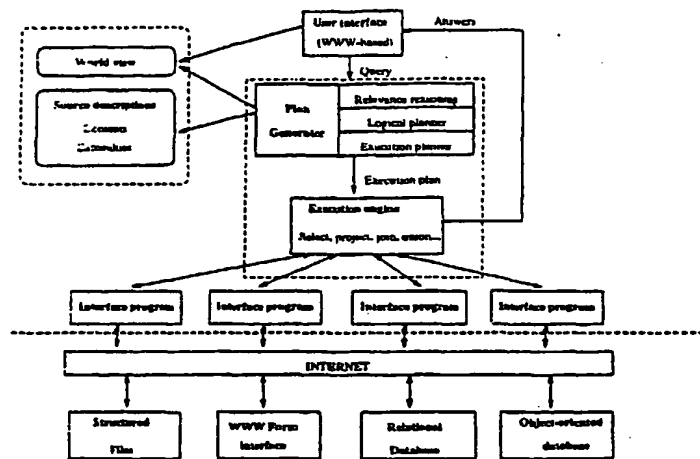 User interface
(WWW-based)
Answers
World view
Query
Source descriptions
Contents
Plan
Generator
Relevance reasoning
Logical planner
Execution planner
Execution plan
Execution engine
Select, project, join, union...
Interface program
Interface program
Interface program
Interface program
INTERNET
Structured
Files
WWW Form
interface
Relational
Database
Object-oriented
database